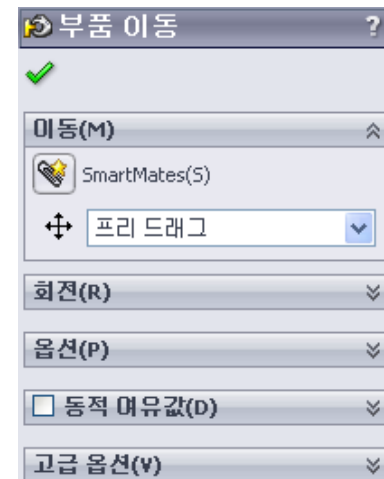 부품 이동 ?
이동(M)
SmartMates(S)
프리 드래그
회전(R)
옵션(P)
동적 여유값(D)
고급 옵션(V)